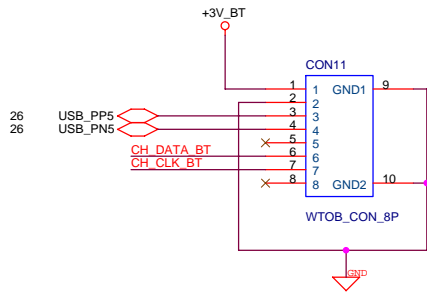 +3V_BT
CON11
1 1 GND1 9
2 2
26 USB_PP5 3 3
26 USB_PN5 4 4
5 5
CH_DATA_BT 6 6
CH_CLK_BT 7 7
8 8 GND2 10
WTOB_CON_8P
GND